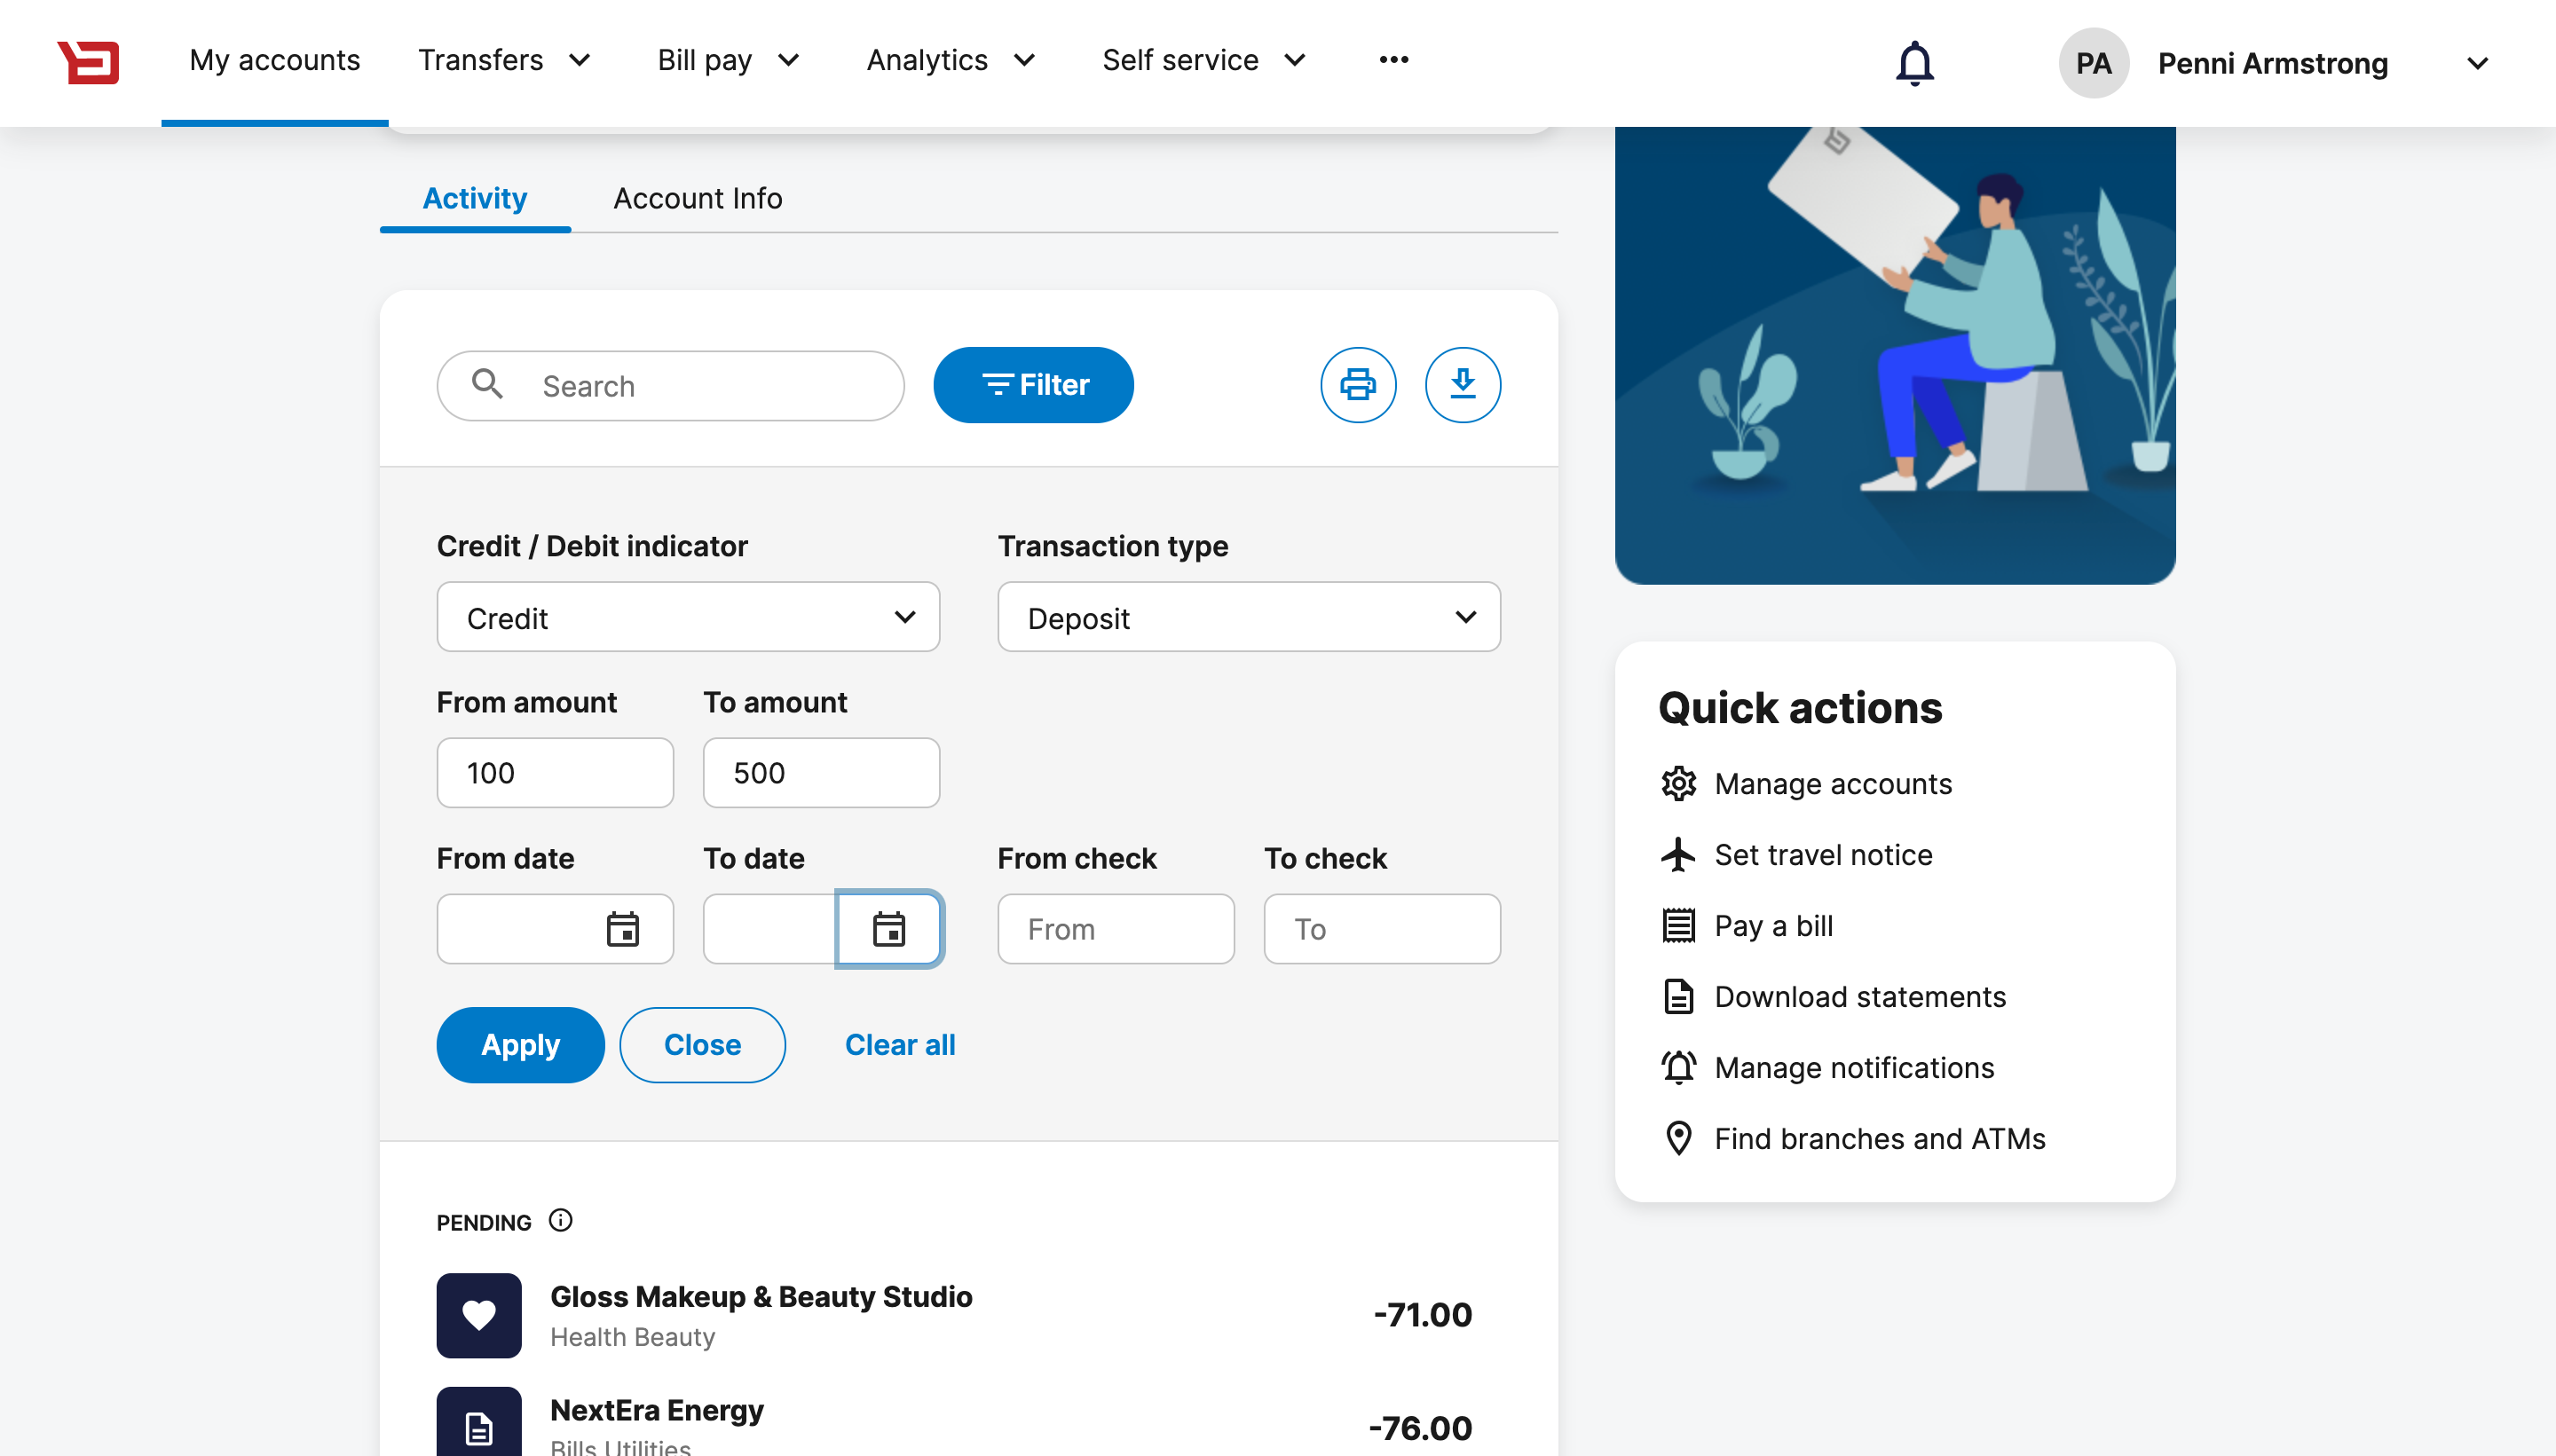 My accounts
Transfers
Bill pay
Analytics
Self service
PA
Penni Armstrong
Activity
Account Info
Search
Filter
Credit / Debit indicator
Transaction type
Credit
Deposit
From amount
To amount
100
500
From date
To date
From check
To check
From
To
Apply
Close
Clear all
PENDING
Gloss Makeup & Beauty Studio
Health Beauty
-71.00
NextEra Energy
Bills Utilities
-76.00
Quick actions
Manage accounts
Set travel notice
Pay a bill
Download statements
Manage notifications
Find branches and ATMs